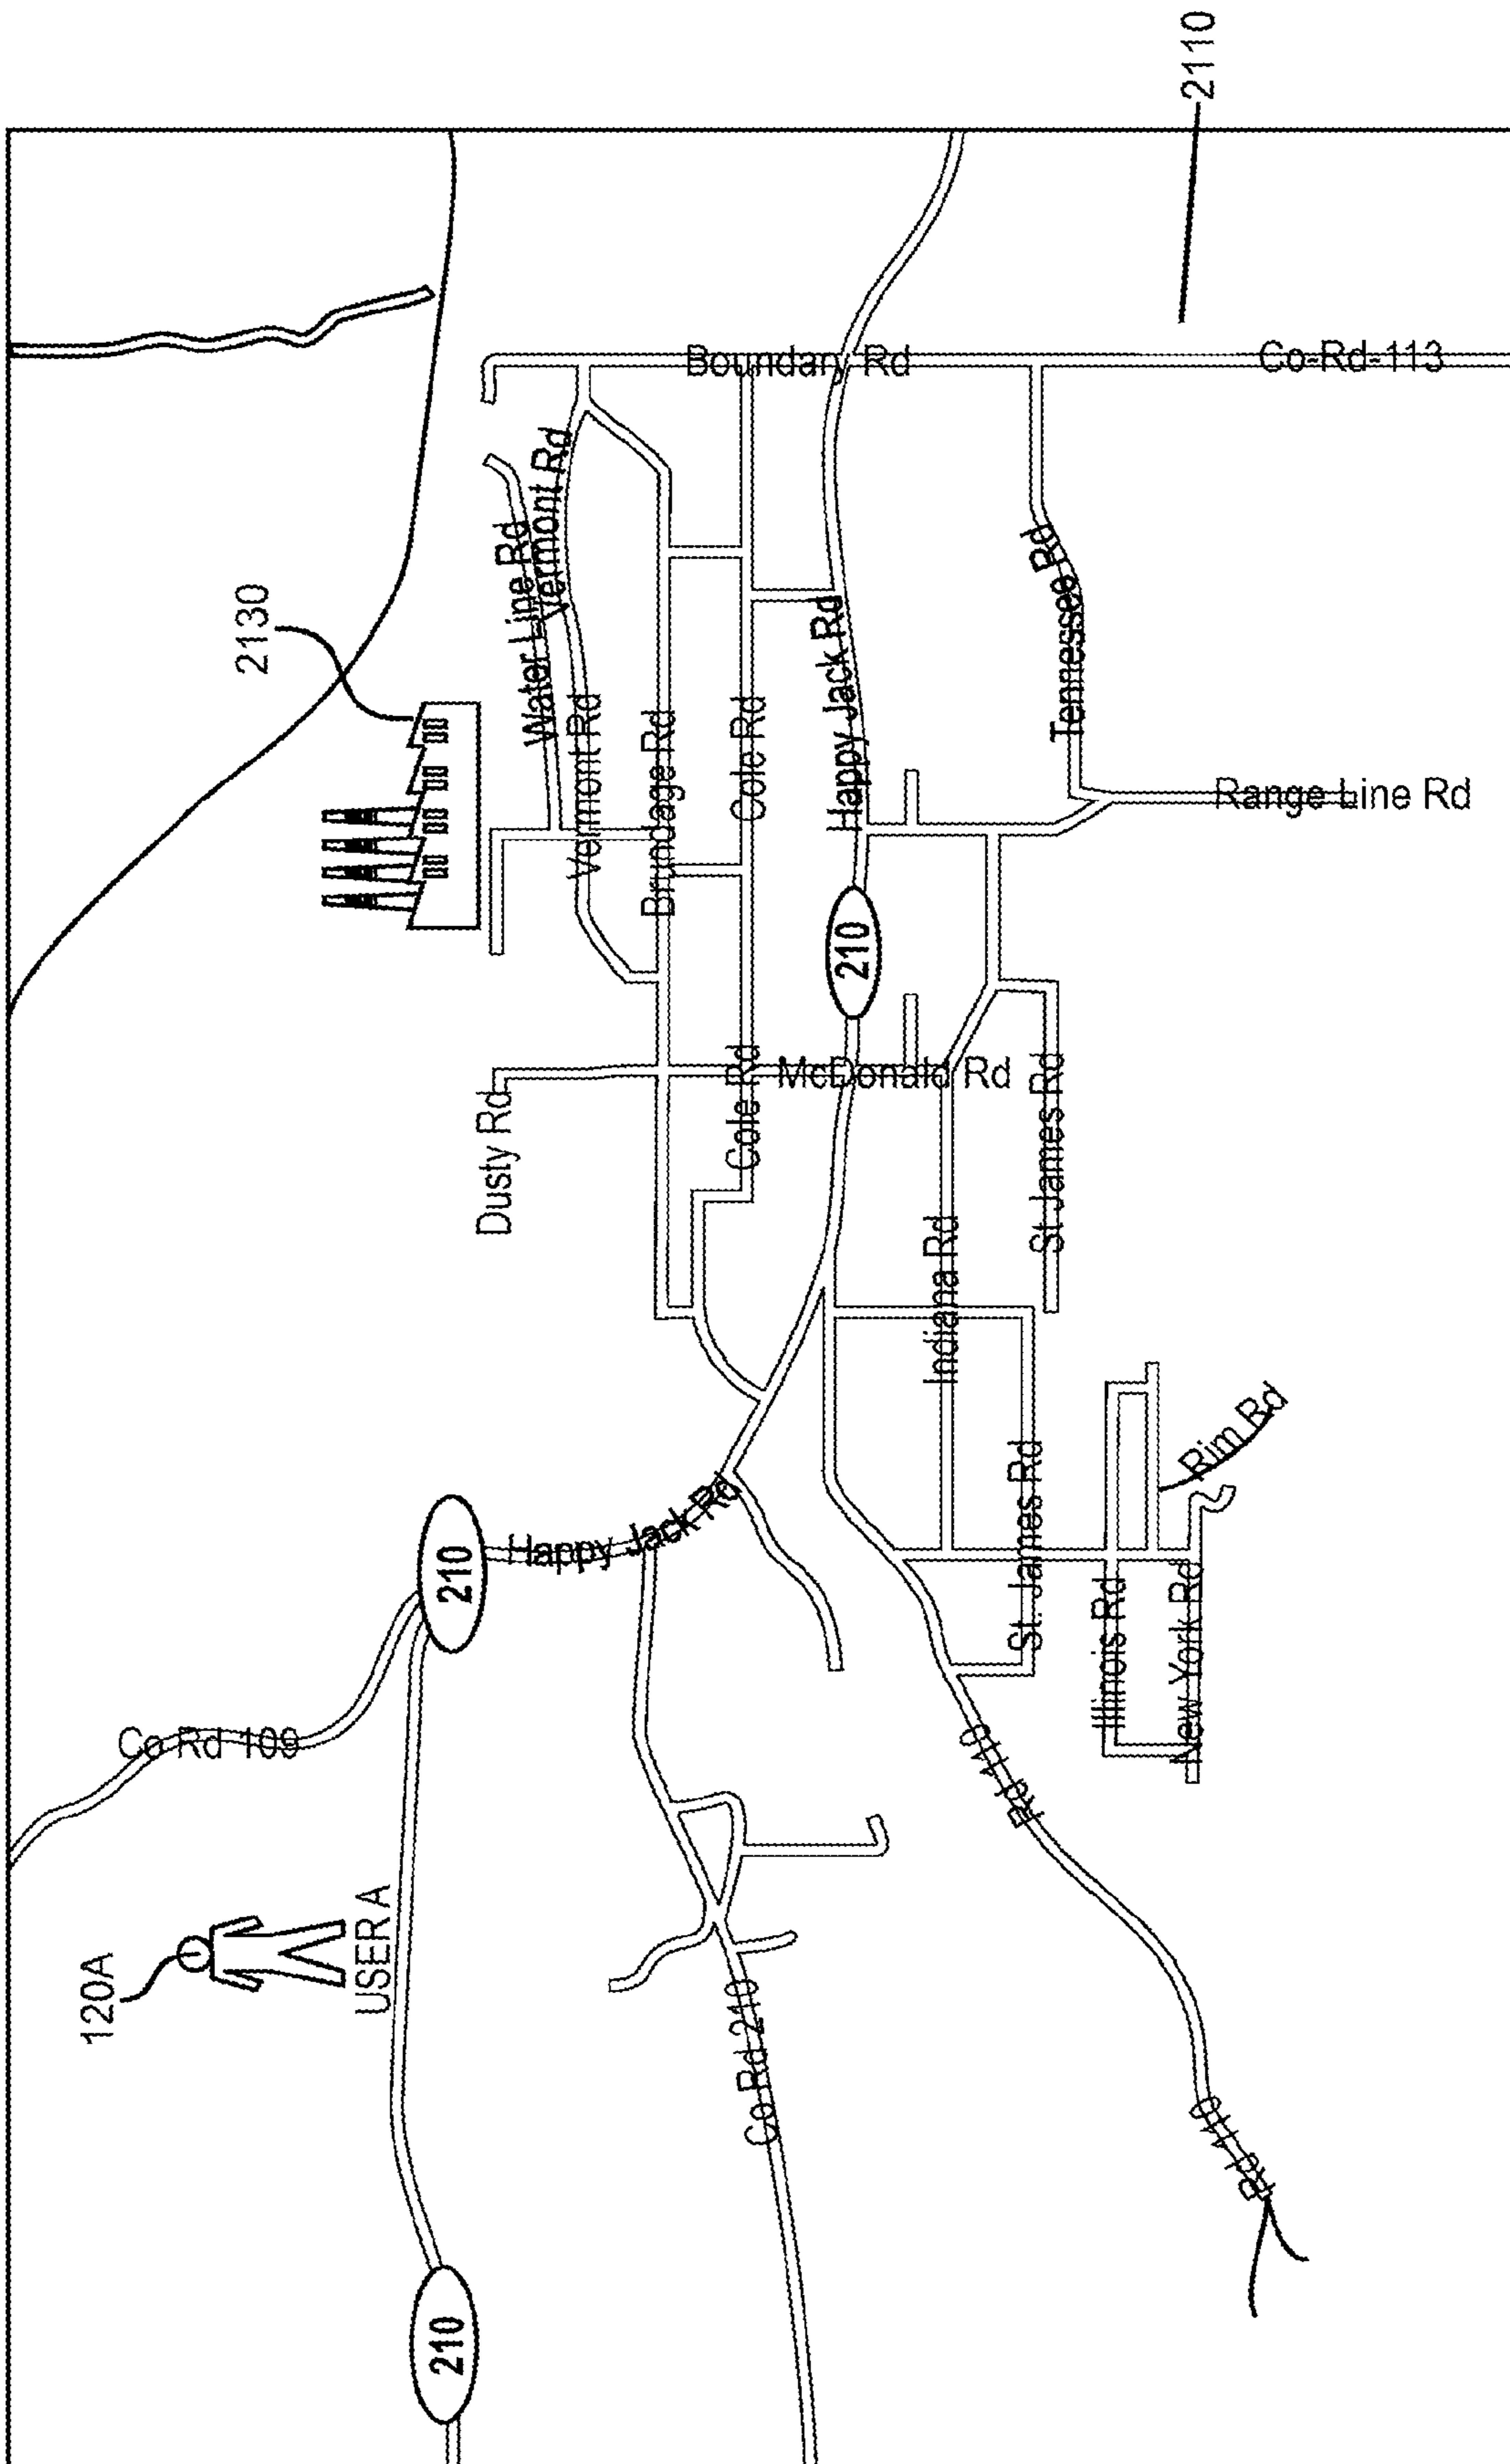 2110
2130
120A
USER A
Boundary Rd
Co-Rd-113
Water Line Rd
Vermont Rd
Vermont Rd
Brundage Rd
Cole Rd
Happy Jack Rd
Tennessee Rd
Range Line Rd
210
Dusty Rd
Cole Rd
McDonald Rd
St James Rd
Indiana Rd
210
Happy Jack Rd
St. James Rd
Rim Rd
Illinois Rd
New York Rd
Co Rd 109
Co Rd 210
210